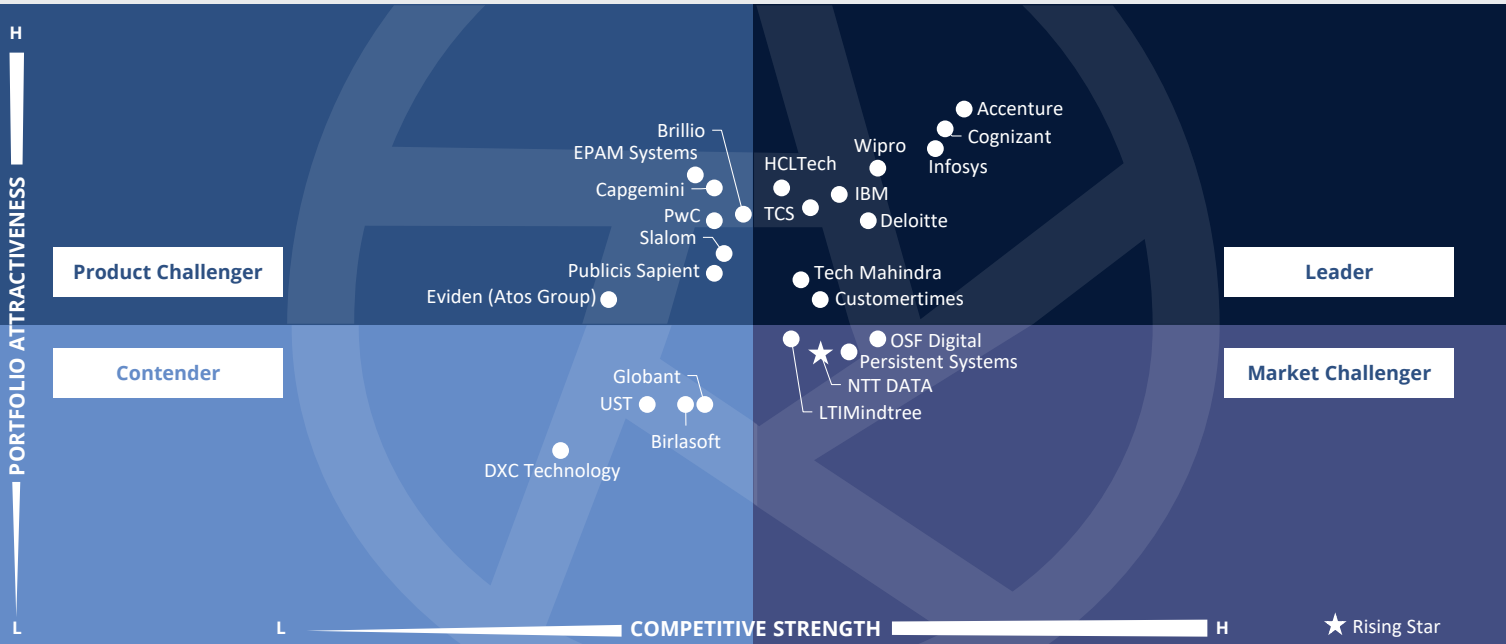 H
PORTFOLIO ATTRACTIVENESS
L
Product Challenger
Leader
Contender
Market Challenger
Brillio
EPAM Systems
Capgemini
PwC
Slalom
Publicis Sapient
Eviden (Atos Group)
Accenture
Cognizant
Infosys
Wipro
HCLTech
IBM
TCS
Deloitte
Tech Mahindra
Customertimes
OSF Digital
Persistent Systems
NTT DATA
LTIMindtree
Globant
UST
Birlasoft
DXC Technology
L
COMPETITIVE STRENGTH
H
Rising Star